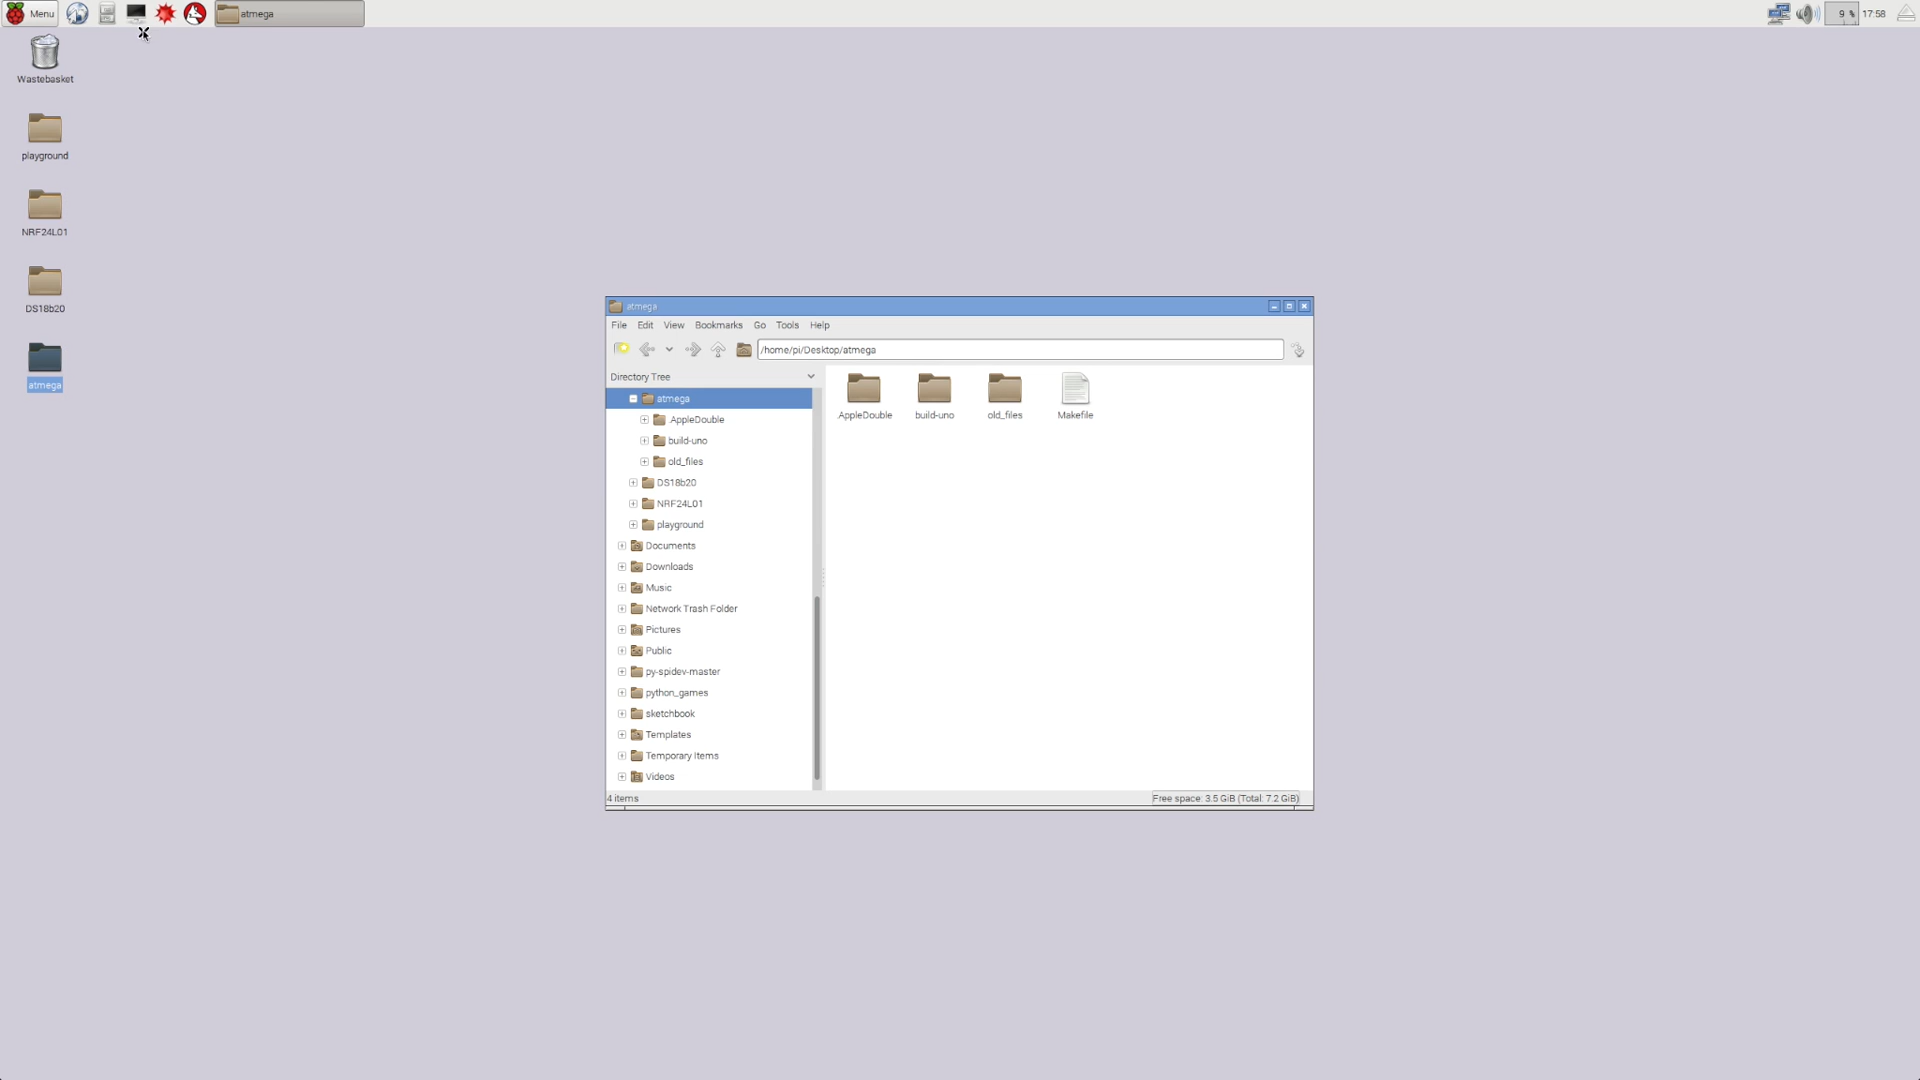 Menu
atmega
9 %
17:58
Wastebasket
playground
NRF24L01
DS18b20
atmega
atmega
File Edit View Bookmarks Go Tools Help
/home/pi/Desktop/atmega
Directory Tree
atmega
.AppleDouble
build-uno
old_files
DS18b20
NRF24L01
playground
Documents
Downloads
Music
Network Trash Folder
Pictures
Public
py-spidev-master
python_games
sketchbook
Templates
Temporary Items
Videos
.AppleDouble
build-uno
old_files
Makefile
4 items
Free space: 3.5 GiB (Total: 7.2 GiB)